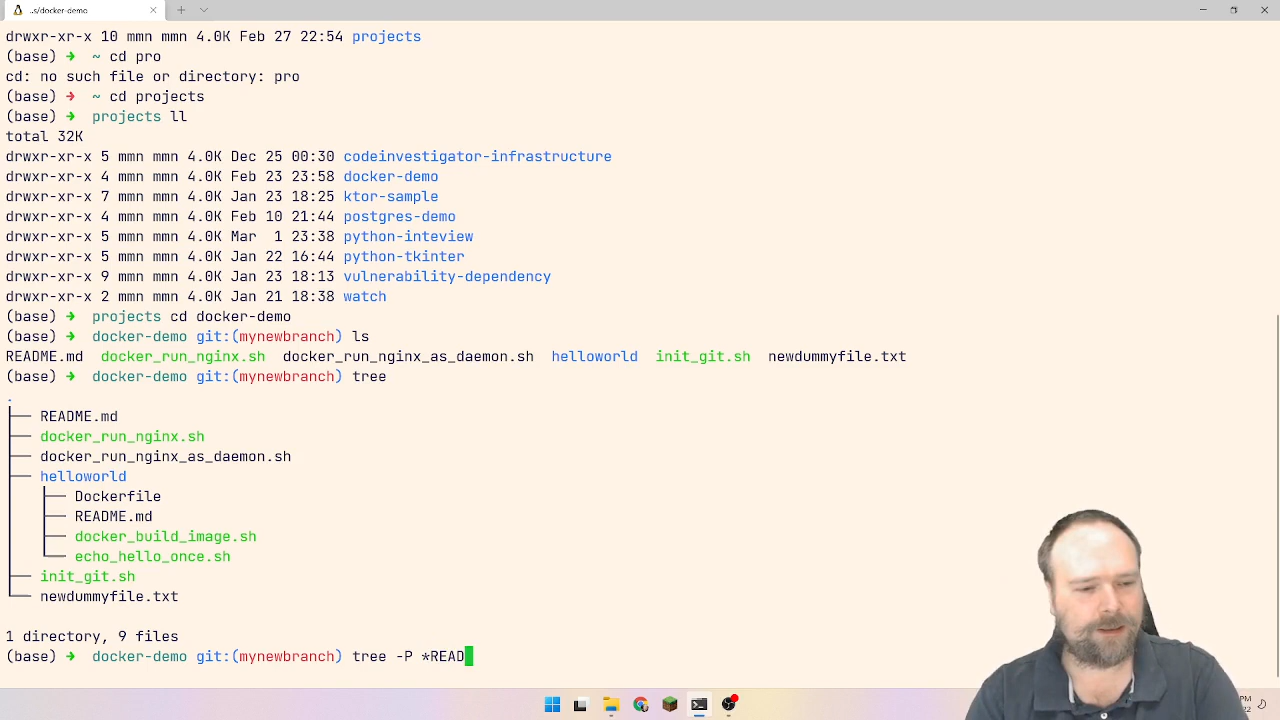 ../docker-demo
drwxr-xr-x 10 mmn mmn 4.0K Feb 27 22:54 projects
(base) → ~ cd pro
cd: no such file or directory: pro
(base) → ~ cd projects
(base) → projects ll
total 32K
drwxr-xr-x 5 mmn mmn 4.0K Dec 25 00:30 codeinvestigator-infrastructure
drwxr-xr-x 4 mmn mmn 4.0K Feb 23 23:58 docker-demo
drwxr-xr-x 7 mmn mmn 4.0K Jan 23 18:25 ktor-sample
drwxr-xr-x 4 mmn mmn 4.0K Feb 10 21:44 postgres-demo
drwxr-xr-x 5 mmn mmn 4.0K Mar  1 23:38 python-inteview
drwxr-xr-x 5 mmn mmn 4.0K Jan 22 16:44 python-tkinter
drwxr-xr-x 9 mmn mmn 4.0K Jan 23 18:13 vulnerability-dependency
drwxr-xr-x 2 mmn mmn 4.0K Jan 21 18:38 watch
(base) → projects cd docker-demo
(base) → docker-demo git:(mynewbranch) ls
README.md  docker_run_nginx.sh  docker_run_nginx_as_daemon.sh  helloworld  init_git.sh  newdummyfile.txt
(base) → docker-demo git:(mynewbranch) tree
.
├── README.md
├── docker_run_nginx.sh
├── docker_run_nginx_as_daemon.sh
├── helloworld
│   ├── Dockerfile
│   ├── README.md
│   ├── docker_build_image.sh
│   └── echo_hello_once.sh
├── init_git.sh
└── newdummyfile.txt
1 directory, 9 files
(base) → docker-demo git:(mynewbranch) tree -P *READ
PM